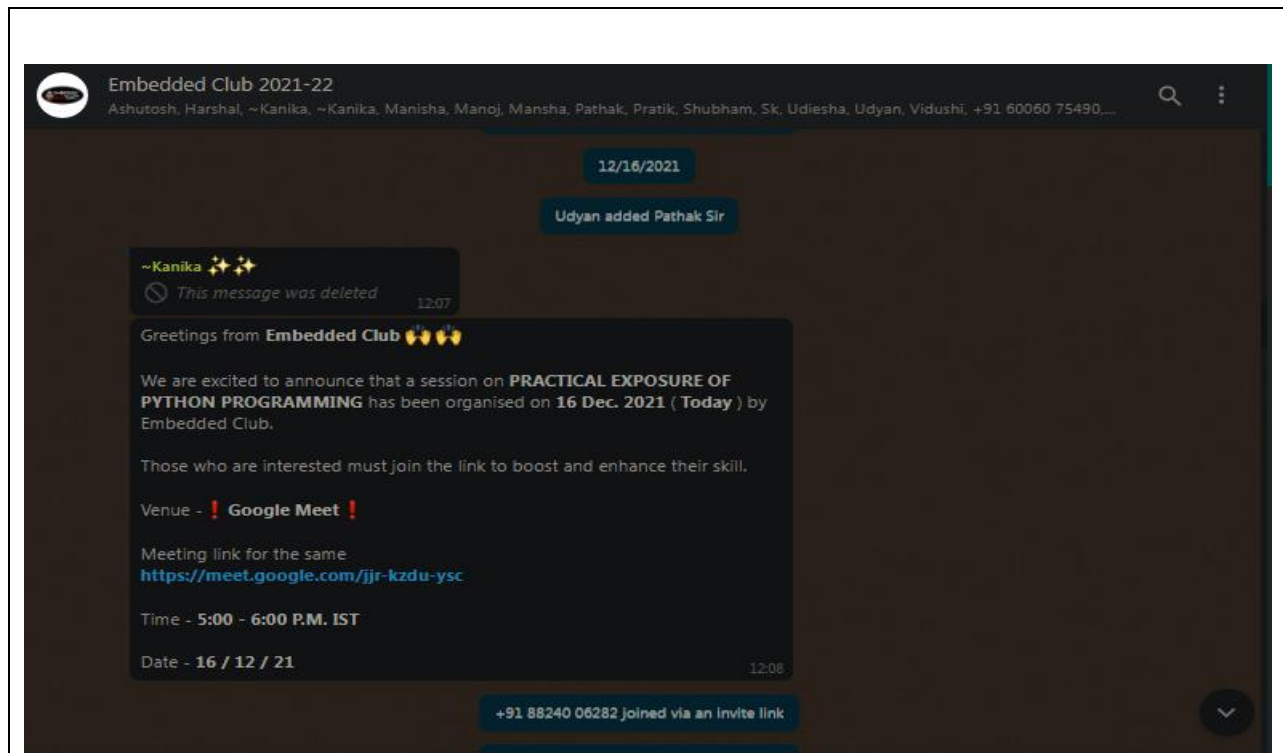 Embedded Club 2021-22
Ashutosh, Harshal, ~Kanika, ~Kanika, Manisha, Manoj, Mansha, Pathak, Pratik, Shubham, Sk, Udiesha, Udyan, Vidushi, +91 60060 75490,...
12/16/2021
Udyan added Pathak Sir
~Kanika ✨✨
This message was deleted
12:07
Greetings from Embedded Club 🙌🙌
We are excited to announce that a session on PRACTICAL EXPOSURE OF
PYTHON PROGRAMMING has been organised on 16 Dec. 2021 ( Today ) by
Embedded Club.
Those who are interested must join the link to boost and enhance their skill.
Venue - ❗ Google Meet ❗
Meeting link for the same
https://meet.google.com/jjr-kzdu-ysc
Time - 5:00 - 6:00 P.M. IST
Date - 16 / 12 / 21
12:08
+91 88240 06282 joined via an invite link